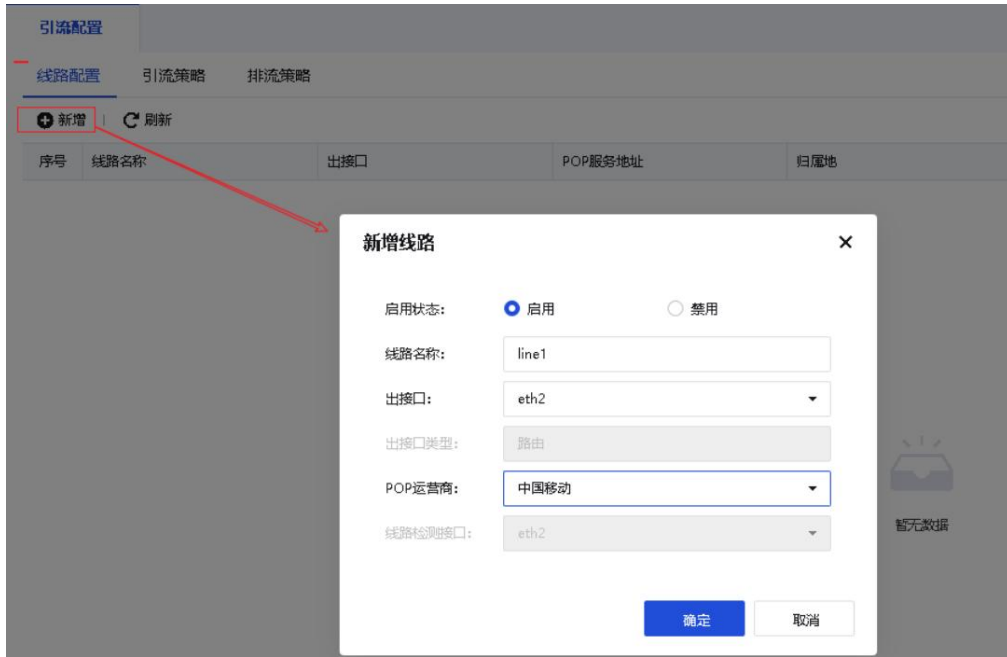 引流配置
线路配置 引流策略 排流策略
新增 刷新
序号 线路名称 出接口 POP服务地址 归属地
新增线路
启用状态: 启用 禁用
线路名称: line1
出接口: eth2
出接口类型: 路由
POP运营商: 中国移动
线路检测接口: eth2
暂无数据
确定 取消